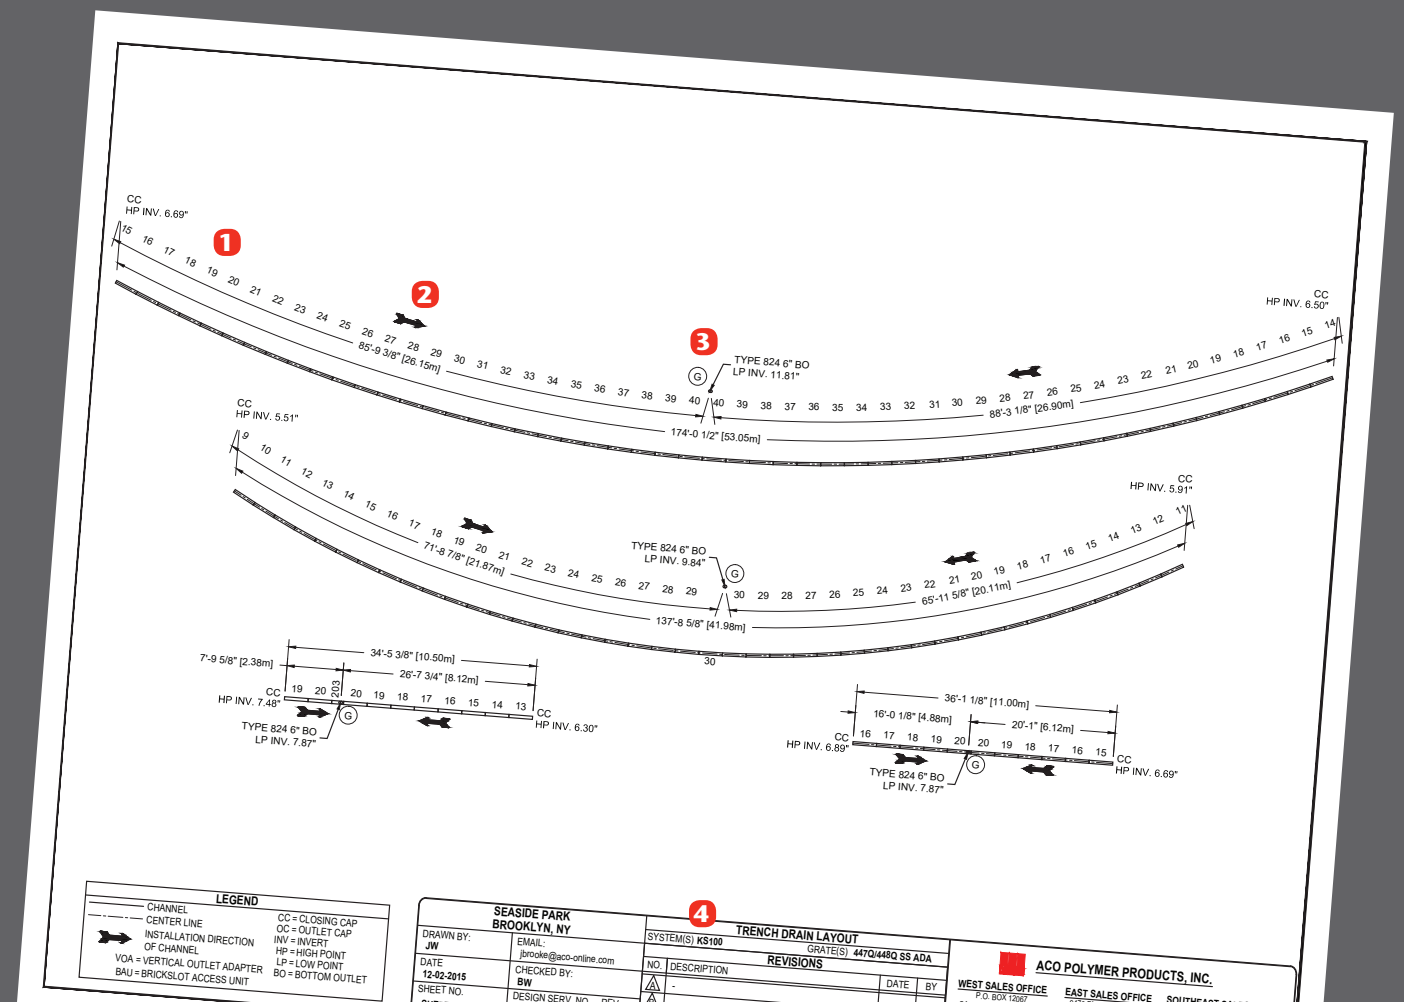 CC
HP INV. 6.69"
15 16 17 18 19 20 21 22 23 24 25 26 27 28 29 30 31 32 33 34 35 36 37 38 39 40
1
2
85'-9 3/8" [26.15m]
3
G
TYPE 824 6" BO
LP INV. 11.81"
CC
HP INV. 6.50"
40 39 38 37 36 35 34 33 32 31 30 29 28 27 26 25 24 23 22 21 20 19 18 17 16 15 14
88'-3 1/8" [26.90m]
174'-0 1/2" [53.05m]
CC
HP INV. 5.51"
9 10 11 12 13 14 15 16 17 18 19 20 21 22 23 24 25 26 27 28 29
71'-8 7/8" [21.87m]
TYPE 824 6" BO
LP INV. 9.84"
G
CC
HP INV. 5.91"
30 29 28 27 26 25 24 23 22 21 20 19 18 17 16 15 14 13 12 11
65'-11 5/8" [20.11m]
137'-8 5/8" [41.98m]
30
34'-5 3/8" [10.50m]
7'-9 5/8" [2.38m]
26'-7 3/4" [8.12m]
CC
HP INV. 7.48"
19 20 203 20 19 18 17 16 15 14 13
CC
HP INV. 6.30"
G
TYPE 824 6" BO
LP INV. 7.87"
36'-1 1/8" [11.00m]
16'-0 1/8" [4.88m]
20'-1" [6.12m]
CC
HP INV. 6.89"
16 17 18 19 20 20 19 18 17 16 15
CC
HP INV. 6.69"
G
TYPE 824 6" BO
LP INV. 7.87"
LEGEND
CHANNEL
CENTER LINE
INSTALLATION DIRECTION
OF CHANNEL
VOA = VERTICAL OUTLET ADAPTER
BAU = BRICKSLOT ACCESS UNIT
CC = CLOSING CAP
OC = OUTLET CAP
INV = INVERT
HP = HIGH POINT
LP = LOW POINT
BO = BOTTOM OUTLET
SEASIDE PARK
BROOKLYN, NY
DRAWN BY:
JW
EMAIL:
jbrooke@aco-online.com
DATE
12-02-2015
CHECKED BY:
BW
SHEET NO.
DESIGN SERV. NO. REV.
4
TRENCH DRAIN LAYOUT
SYSTEM(S) KS100
GRATE(S) 447Q/448Q SS ADA
REVISIONS
NO. DESCRIPTION DATE BY
A -
ACO POLYMER PRODUCTS, INC.
WEST SALES OFFICE
P.O. BOX 12067
EAST SALES OFFICE